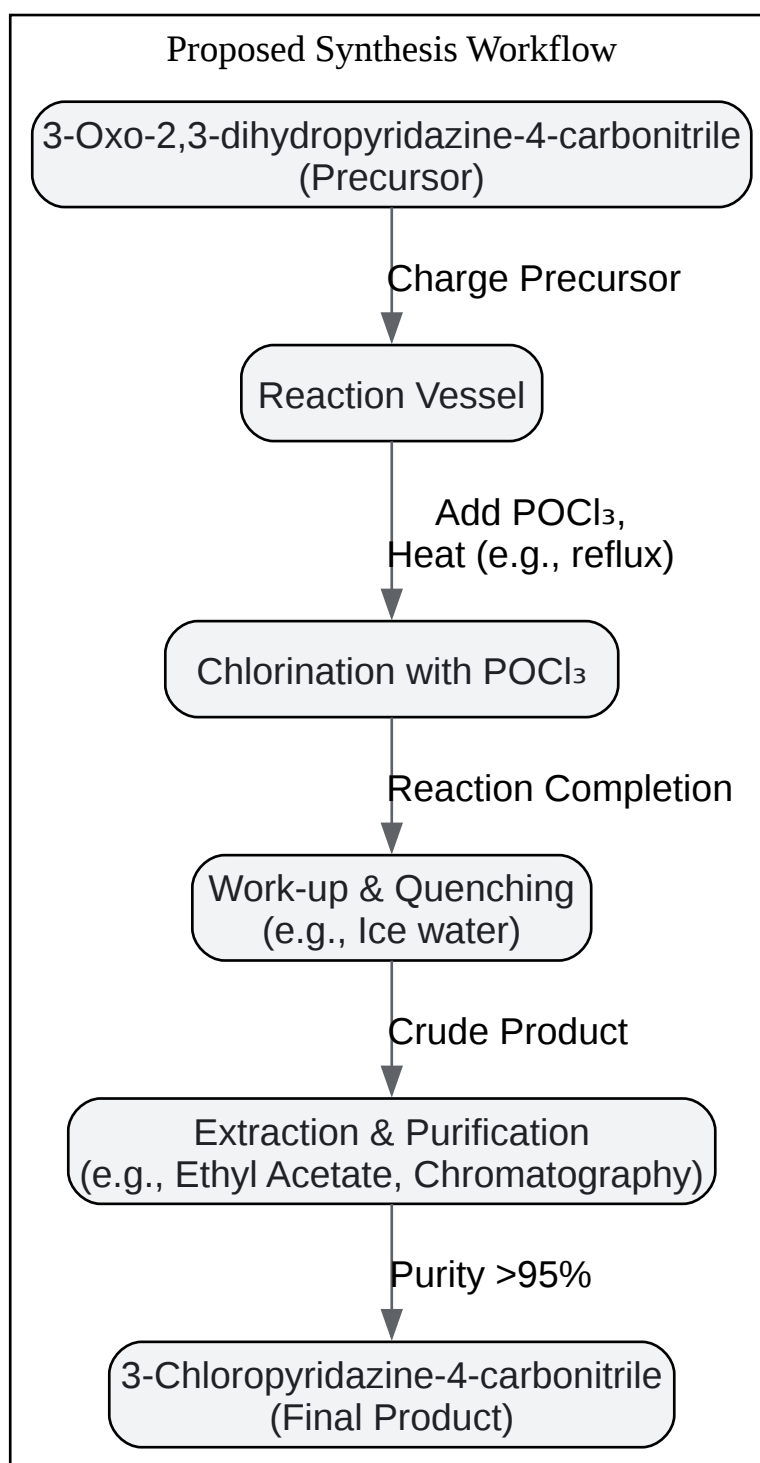 Proposed Synthesis Workflow
3-Oxo-2,3-dihydropyridazine-4-carbonitrile
(Precursor)
Charge Precursor
Reaction Vessel
Add POCl₃,
Heat (e.g., reflux)
Chlorination with POCl₃
Reaction Completion
Work-up & Quenching
(e.g., Ice water)
Crude Product
Extraction & Purification
(e.g., Ethyl Acetate, Chromatography)
Purity >95%
3-Chloropyridazine-4-carbonitrile
(Final Product)